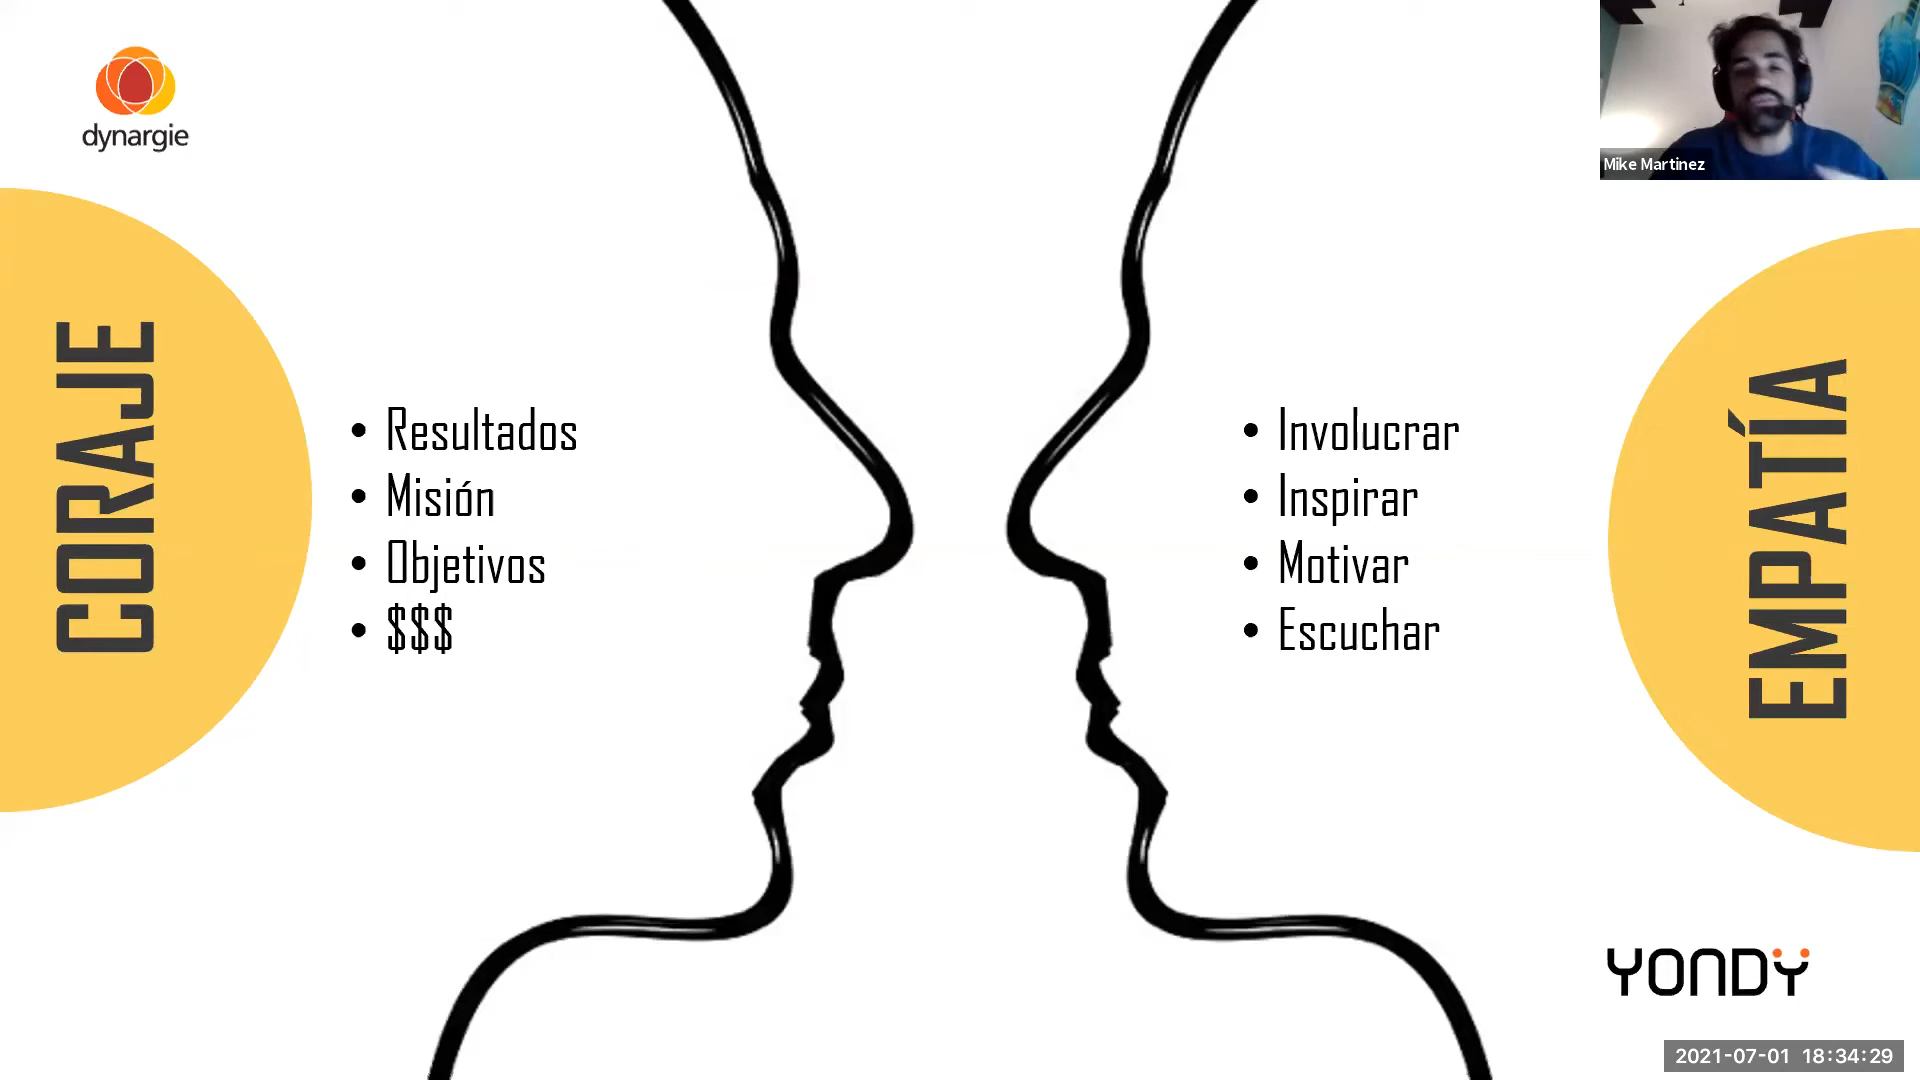 dynargie
Mike Martinez
CORAJE
• Resultados
• Misión
• Objetivos
• $$$
• Involucrar
• Inspirar
• Motivar
• Escuchar
EMPATÍA
YONDY
2021-07-01 18:34:29